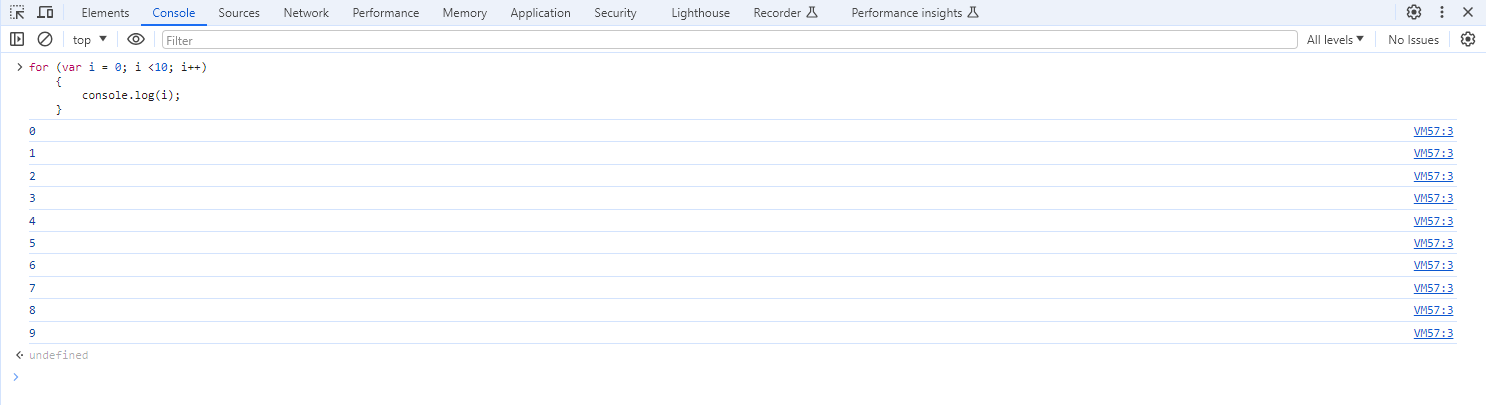 Elements Console Sources Network Performance Memory Application Security Lighthouse Recorder Performance insights
top Filter All levels No Issues
for (var i = 0; i <10; i++)
{
console.log(i);
}
0 VM57:3
1 VM57:3
2 VM57:3
3 VM57:3
4 VM57:3
5 VM57:3
6 VM57:3
7 VM57:3
8 VM57:3
9 VM57:3
undefined